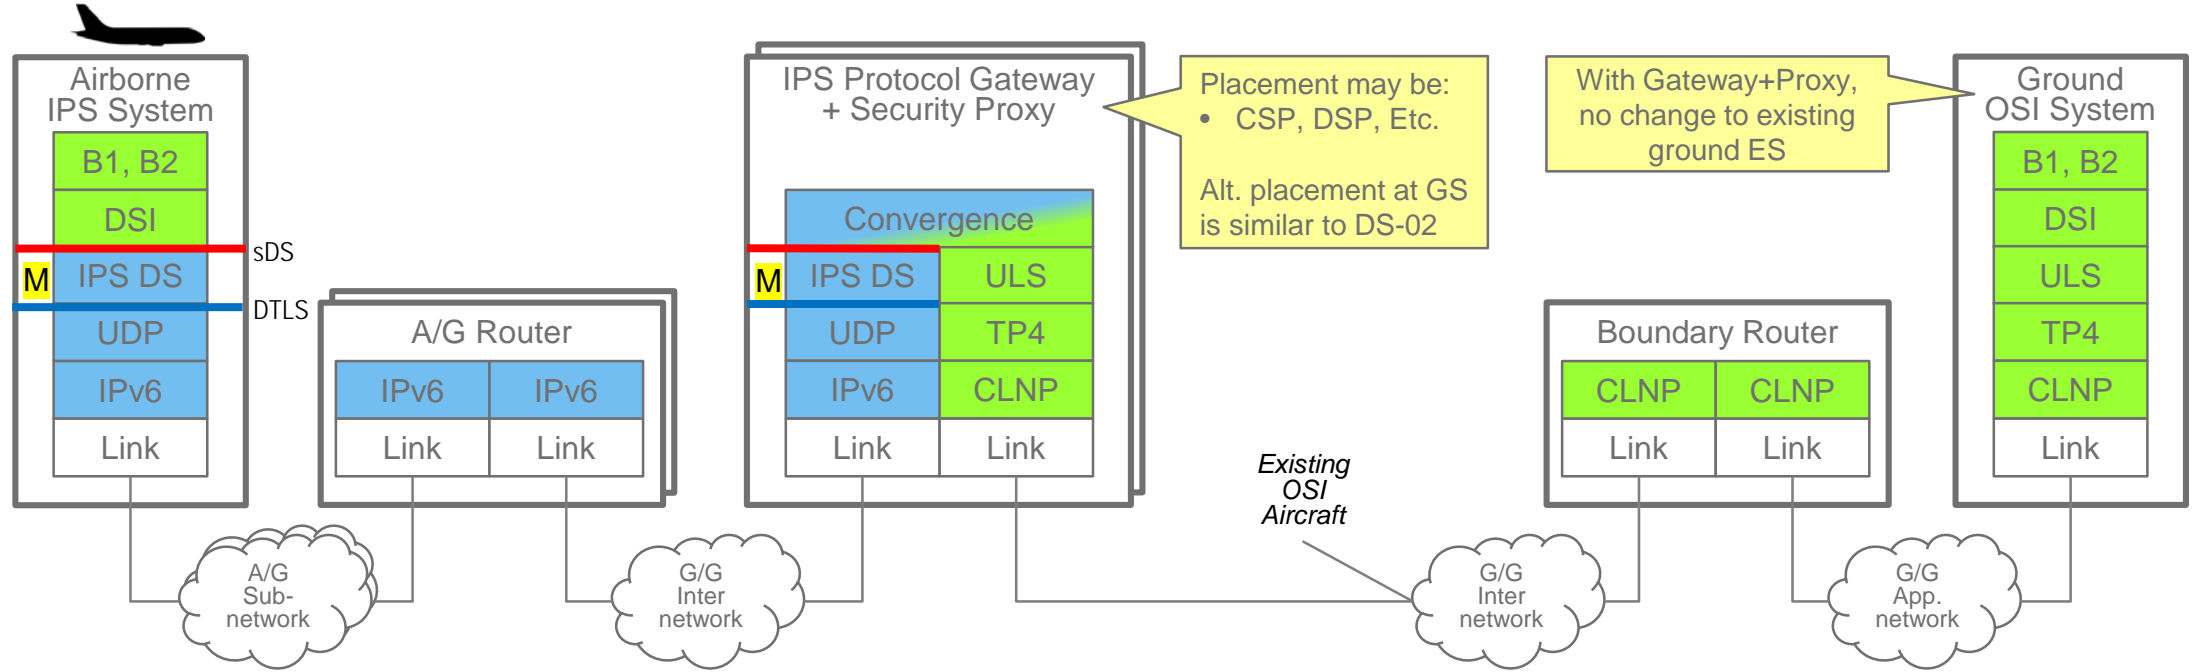 Airborne
IPS System
B1, B2
DSI
sDS
M
IPS DS
DTLS
UDP
IPv6
Link
A/G
Sub-
network
A/G Router
IPv6 IPv6
Link Link
G/G
Inter
network
IPS Protocol Gateway
+ Security Proxy
Convergence
M
IPS DS ULS
UDP TP4
IPv6 CLNP
Link Link
Placement may be:
• CSP, DSP, Etc.
Alt. placement at GS
is similar to DS-02
Existing
OSI
Aircraft
G/G
Inter
network
With Gateway+Proxy,
no change to existing
ground ES
Boundary Router
CLNP CLNP
Link Link
G/G
App.
network
Ground
OSI System
B1, B2
DSI
ULS
TP4
CLNP
Link